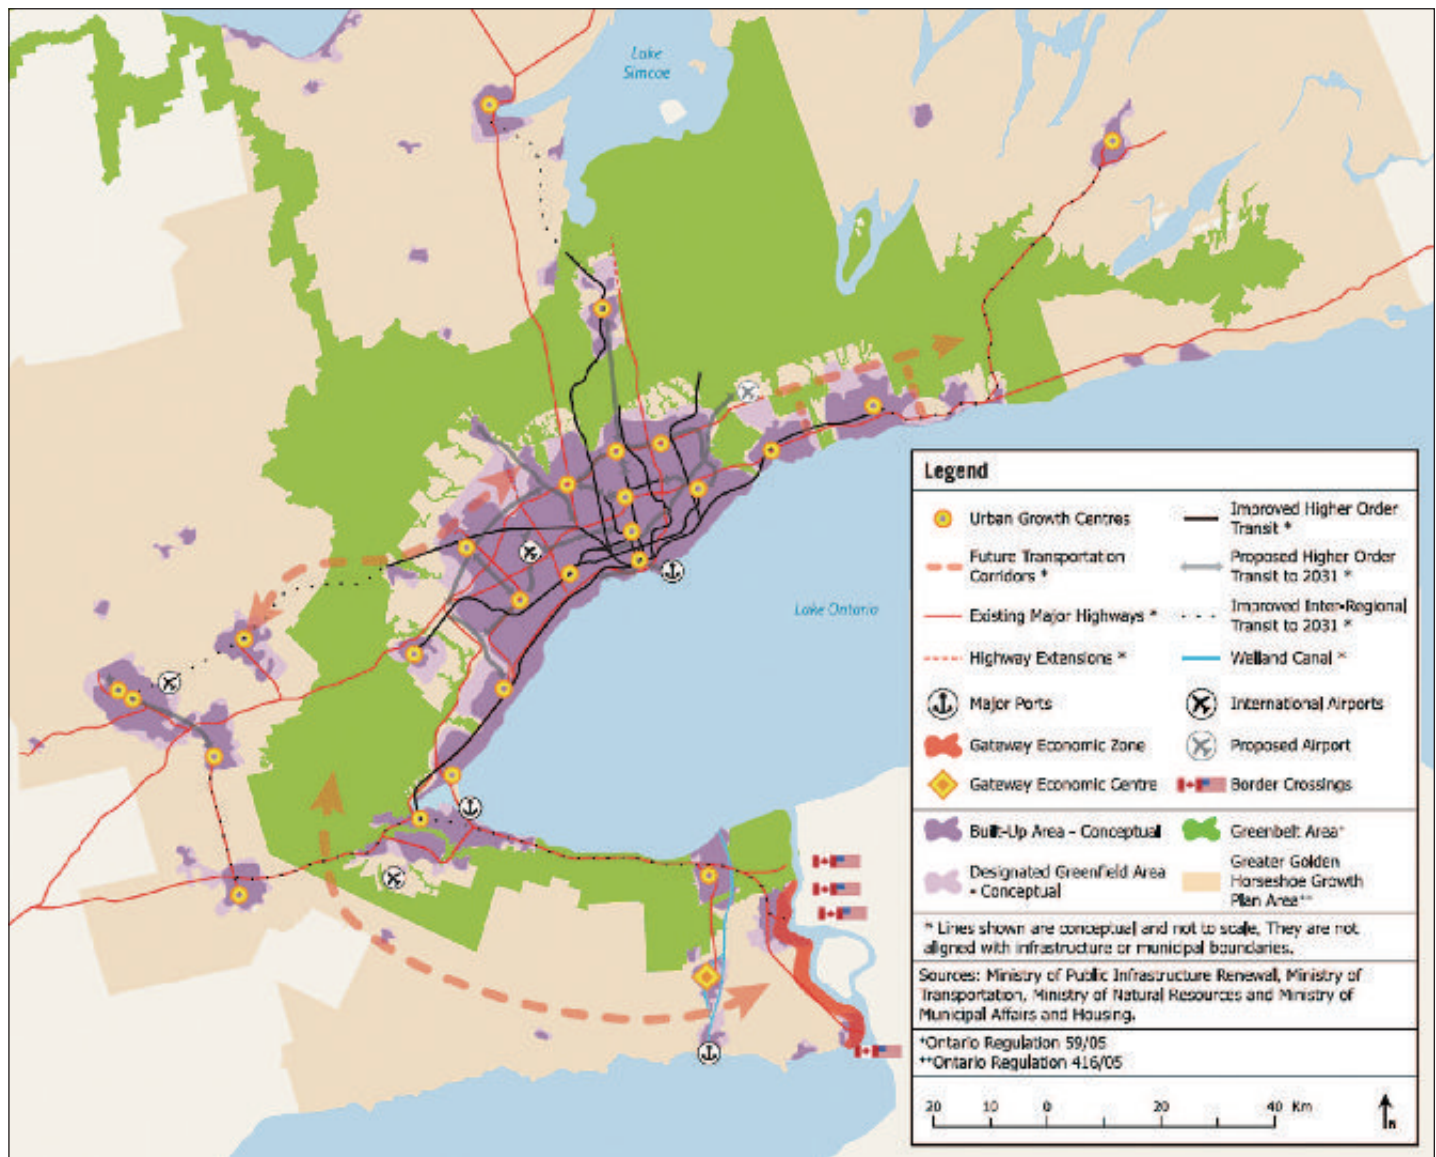 Lake
Simcoe
Lake Ontario
Legend
Urban Growth Centres
Improved Higher Order
Transit *
Future Transportation
Corridors *
Proposed Higher Order
Transit to 2031 *
Existing Major Highways *
Improved Inter-Regional
Transit to 2031 *
Highway Extensions *
Welland Canal *
Major Ports
International Airports
Gateway Economic Zone
Proposed Airport
Gateway Economic Centre
Border Crossings
Built-Up Area - Conceptual
Greenbelt Area*
Designated Greenfield Area
- Conceptual
Greater Golden
Horseshoe Growth
Plan Area**
* Lines shown are conceptual and not to scale. They are not
aligned with infrastructure or municipal boundaries.
Sources: Ministry of Public Infrastructure Renewal, Ministry of
Transportation, Ministry of Natural Resources and Ministry of
Municipal Affairs and Housing.
*Ontario Regulation 59/05
**Ontario Regulation 416/05
20 10 0 20 40 Km
N